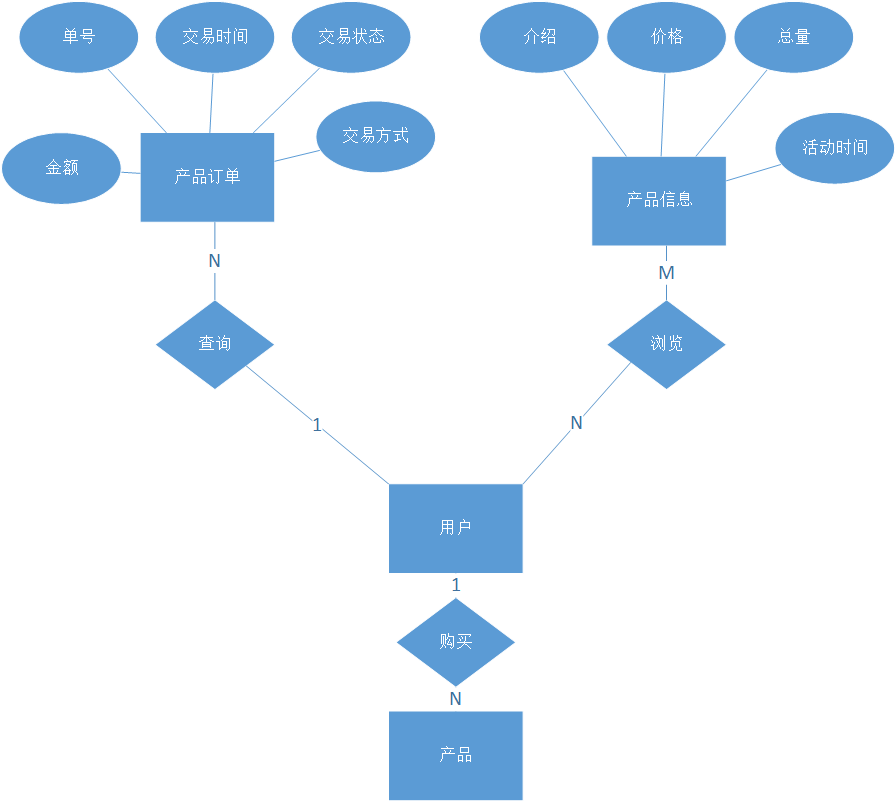 单号
交易时间
交易状态
介绍
价格
总量
金额
产品订单
交易方式
产品信息
活动时间
N
M
查询
浏览
1
N
用户
1
购买
N
产品